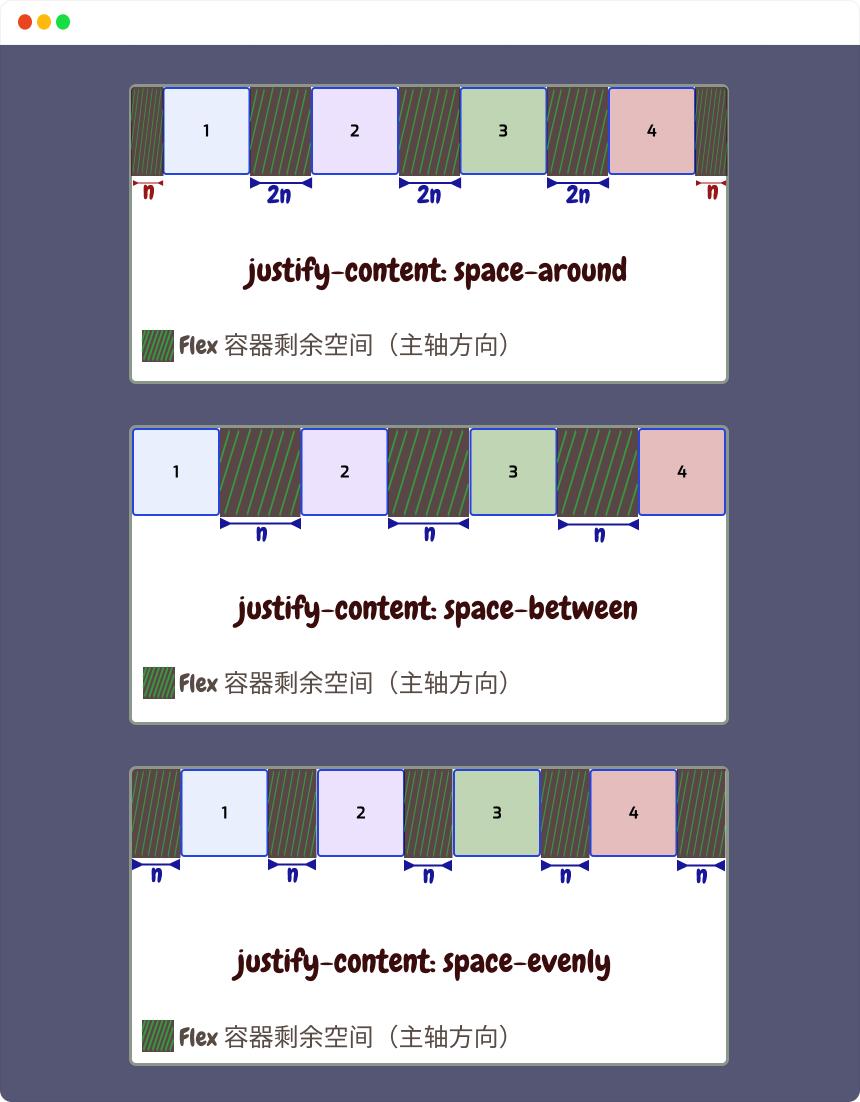 1 2 3 4
n 2n 2n 2n n
justify-content: space-around
Flex 容器剩余空间（主轴方向）
1 2 3 4
n n n
justify-content: space-between
Flex 容器剩余空间（主轴方向）
1 2 3 4
n n n n n
justify-content: space-evenly
Flex 容器剩余空间（主轴方向）